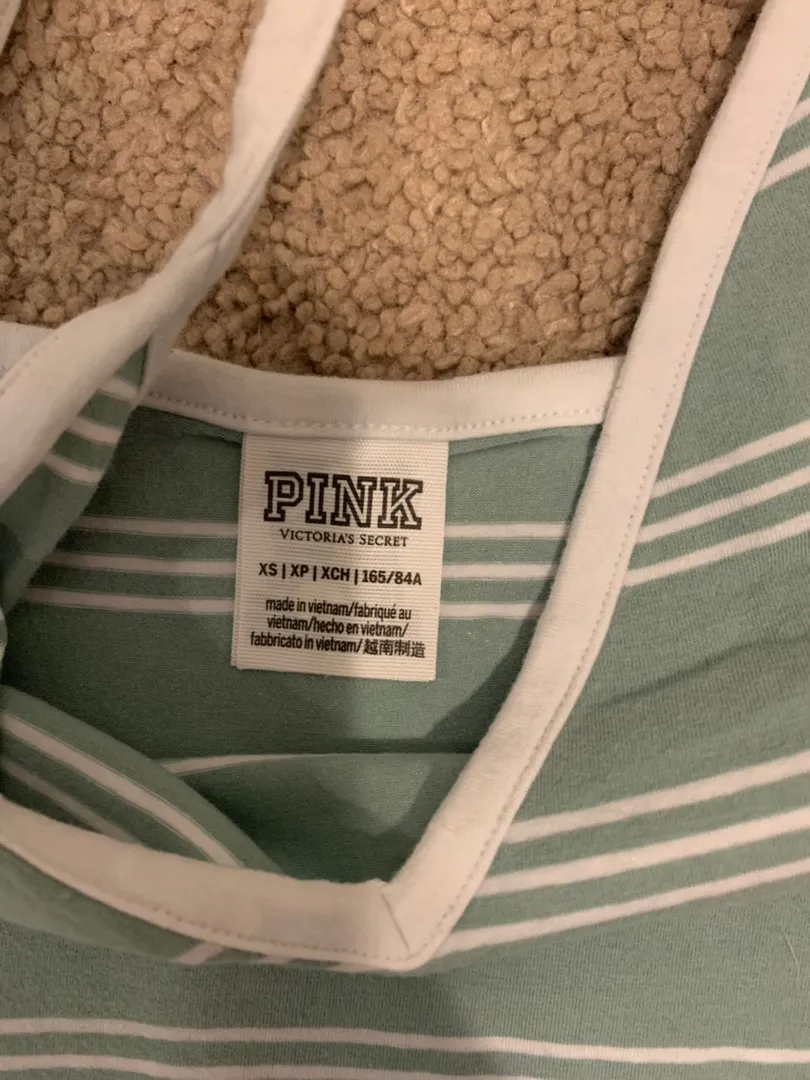 PINK
VICTORIA'S SECRET
XS | XP | XCH | 165/84A
made in vietnam/fabriqué au
vietnam/hecho en vietnam/
fabbricato in vietnam/越南制造